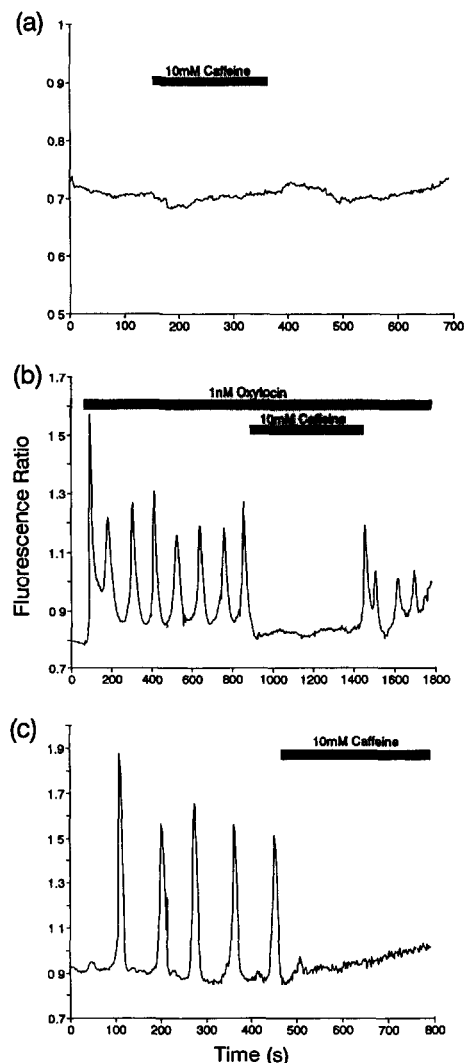 (a)
10mM Caffeine
1
0.9
0.8
0.7
0.6
0.5
0 100 200 300 400 500 600 700
(b)
1nM Oxytocin
10mM Caffeine
1.7
1.5
1.3
1.1
0.9
0.7
0 200 400 600 800 1000 1200 1400 1600 1800
Fluorescence Ratio
(c)
10mM Caffeine
1.9
1.7
1.5
1.3
1.1
0.9
0.7
0 100 200 300 400 500 600 700 800
Time (s)